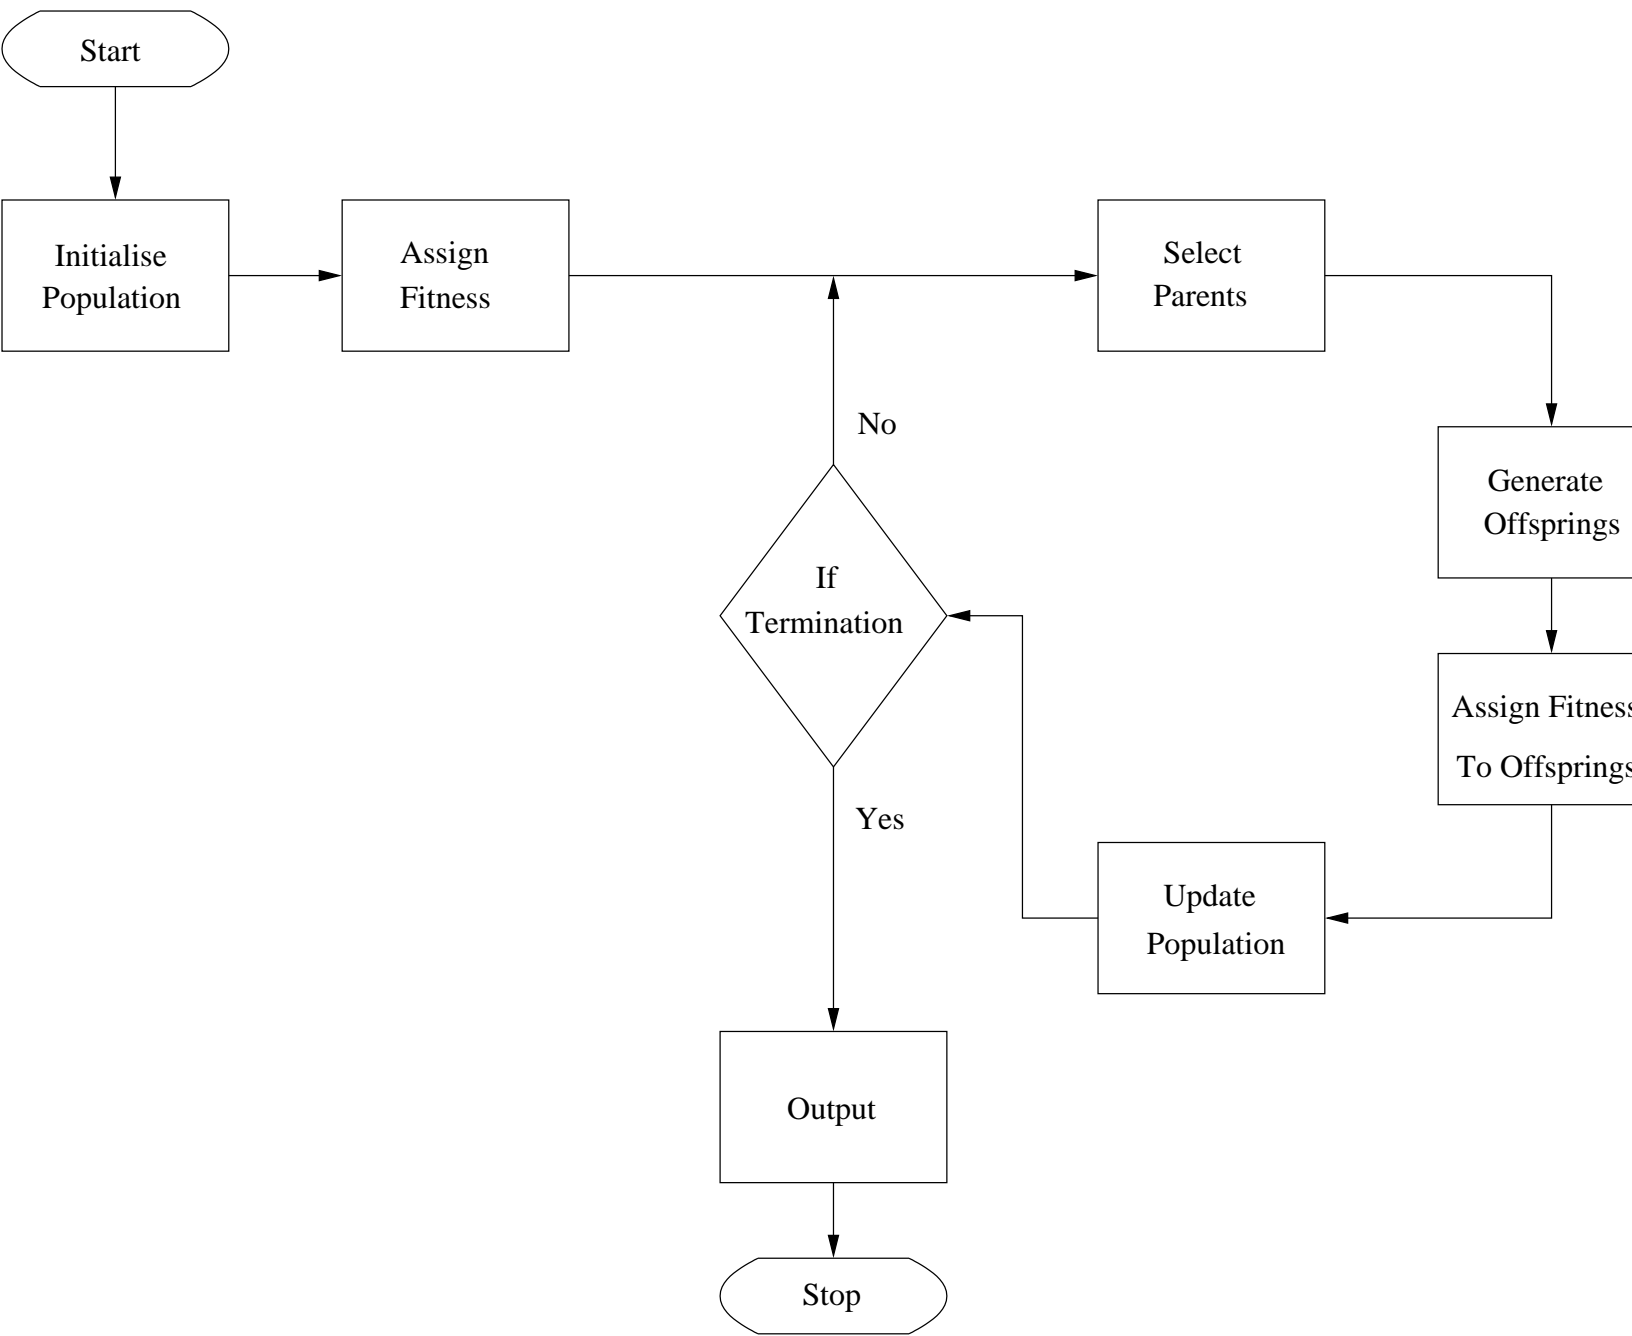 Start
Initialise
Population
Assign
Fitness
Select
Parents
No
Generate
Offsprings
If
Termination
Assign Fitness
To Offsprings
Yes
Update
Population
Output
Stop